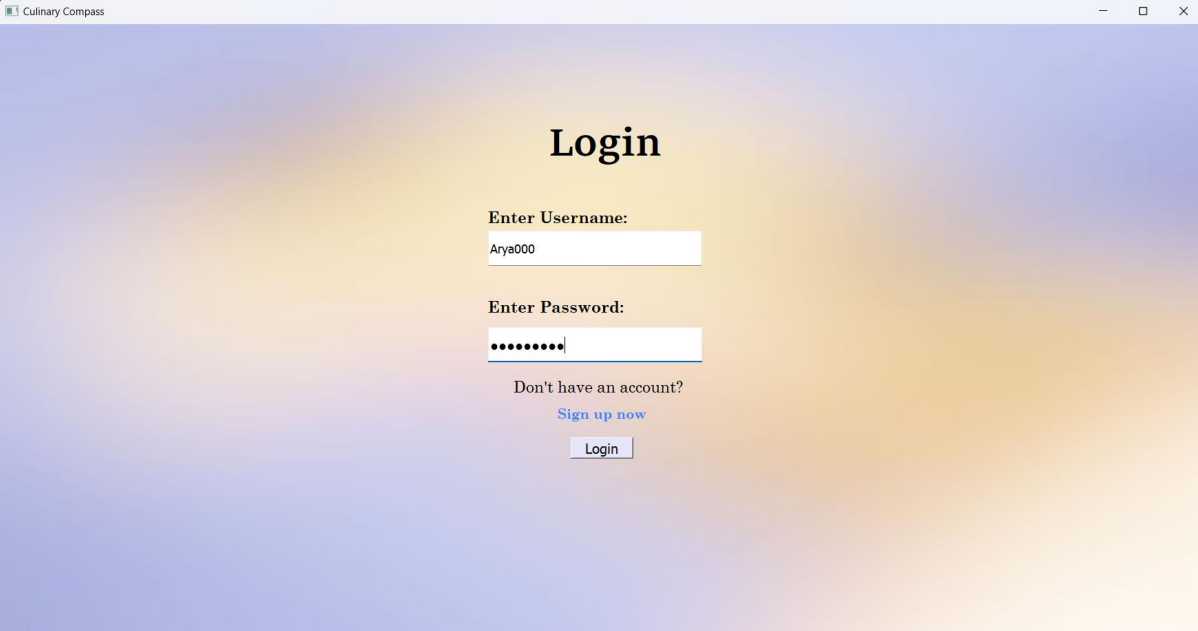 Culinary Compass
Login
Enter Username:
Arya000
Enter Password:
●●●●●●●●●
Don't have an account?
Sign up now
Login